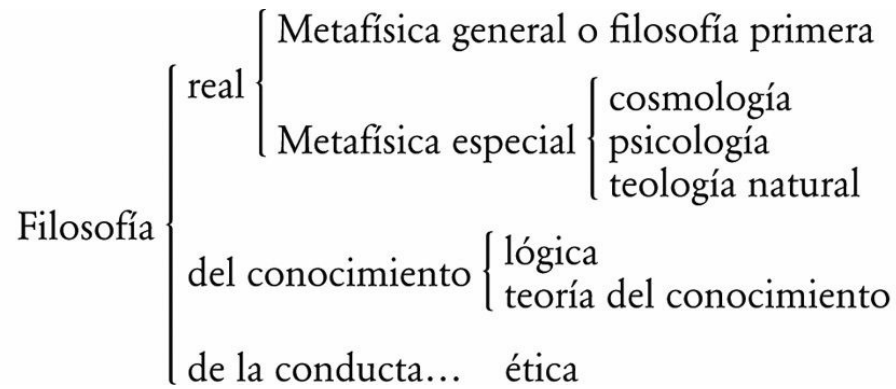 Metafísica general o filosofía primera
real
cosmología
Metafísica especial
psicología
teología natural
Filosofía
lógica
del conocimiento
teoría del conocimiento
de la conducta... ética